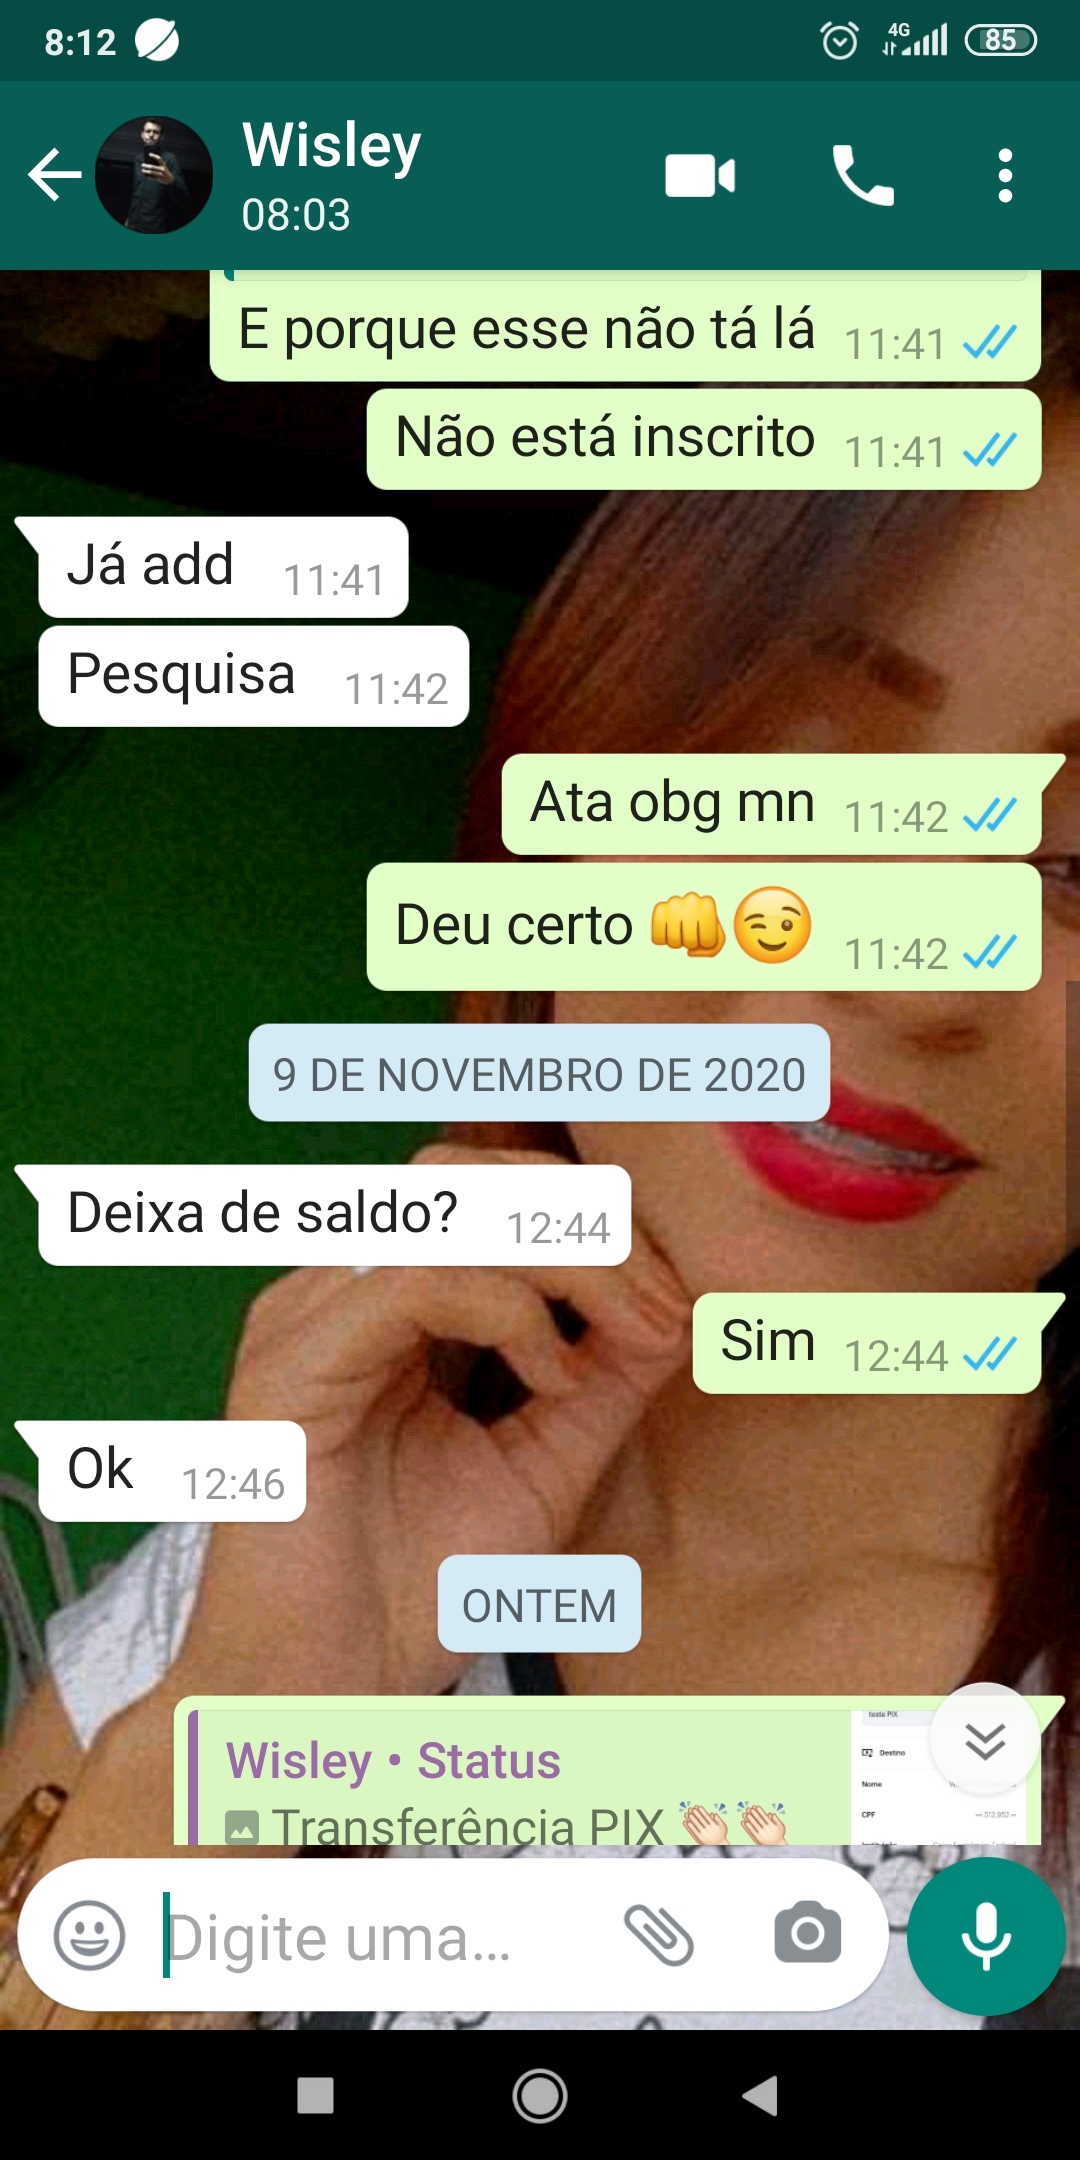 8:12
4G
85
Wisley
08:03
E porque esse não tá lá 11:41
Não está inscrito 11:41
Já add 11:41
Pesquisa 11:42
Ata obg mn 11:42
Deu certo 👊😉 11:42
9 DE NOVEMBRO DE 2020
Deixa de saldo? 12:44
Sim 12:44
Ok 12:46
ONTEM
teste PIX
Wisley • Status
Destino
Nome
Transferência PIX 👏👏
CPF
Digite uma...